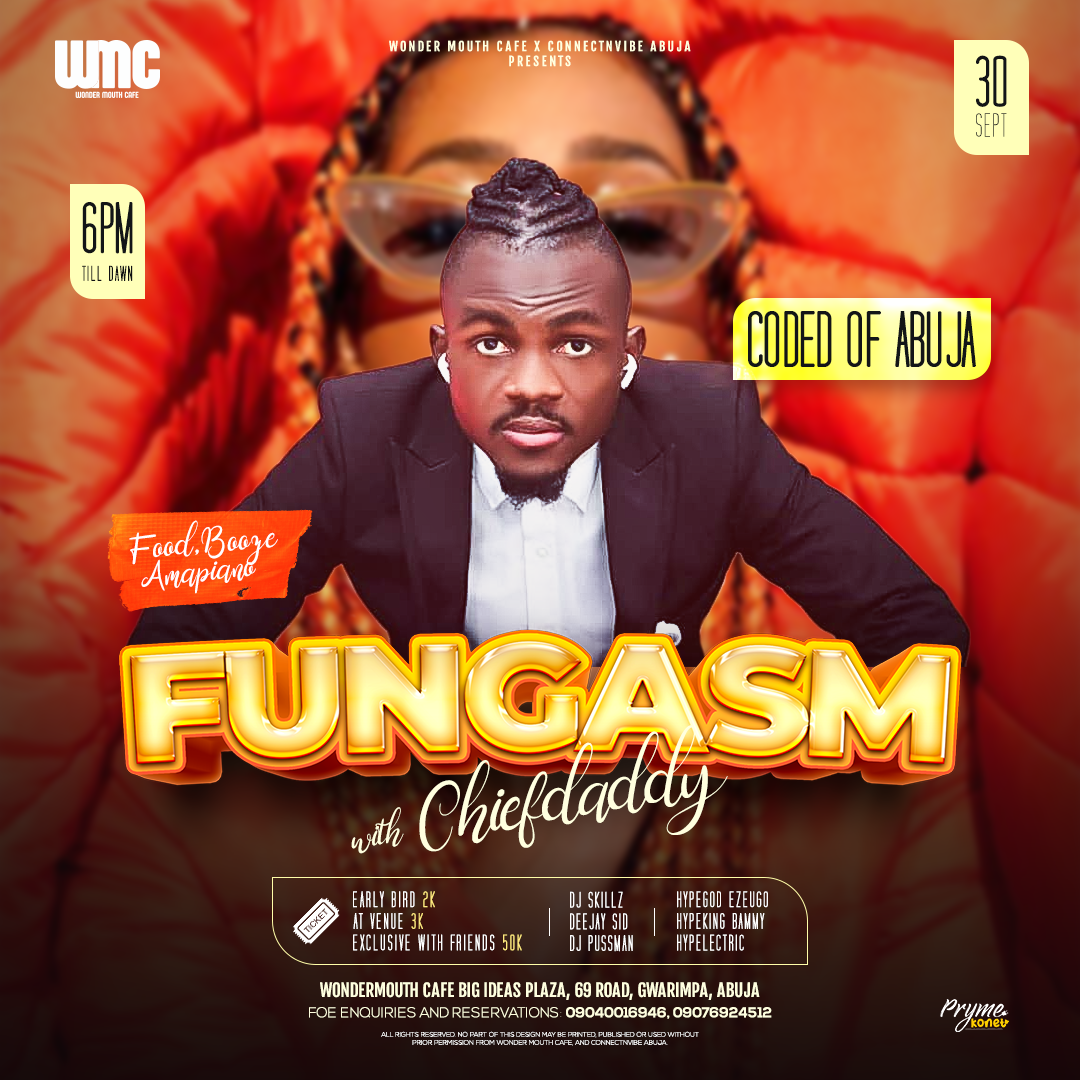 WMC
WONDER MOUTH CAFE
WONDER MOUTH CAFE X CONNECTNVIBE ABUJA
PRESENTS
30
SEPT
6PM
TILL DAWN
CODED OF ABUJA
Food, Booze
Amapiano
FUNGASM
with Chiefdaddy
TICKET
EARLY BIRD 2K
AT VENUE 3K
EXCLUSIVE WITH FRIENDS 50K
DJ SKILLZ
DEEJAY SID
DJ PUSSMAN
HYPEGOD EZEUGO
HYPEKING BAMMY
HYPELECTRIC
WONDERMOUTH CAFE BIG IDEAS PLAZA, 69 ROAD, GWARIMPA, ABUJA
FOE ENQUIRIES AND RESERVATIONS: 09040016946, 09076924512
ALL RIGHTS RESERVED. NO PART OF THIS DESIGN MAY BE PRINTED, PUBLISHED OR USED WITHOUT
PRIOR PERMISSION FROM WONDER MOUTH CAFE, AND CONNECTNVIBE ABUJA.
Pryme
konet